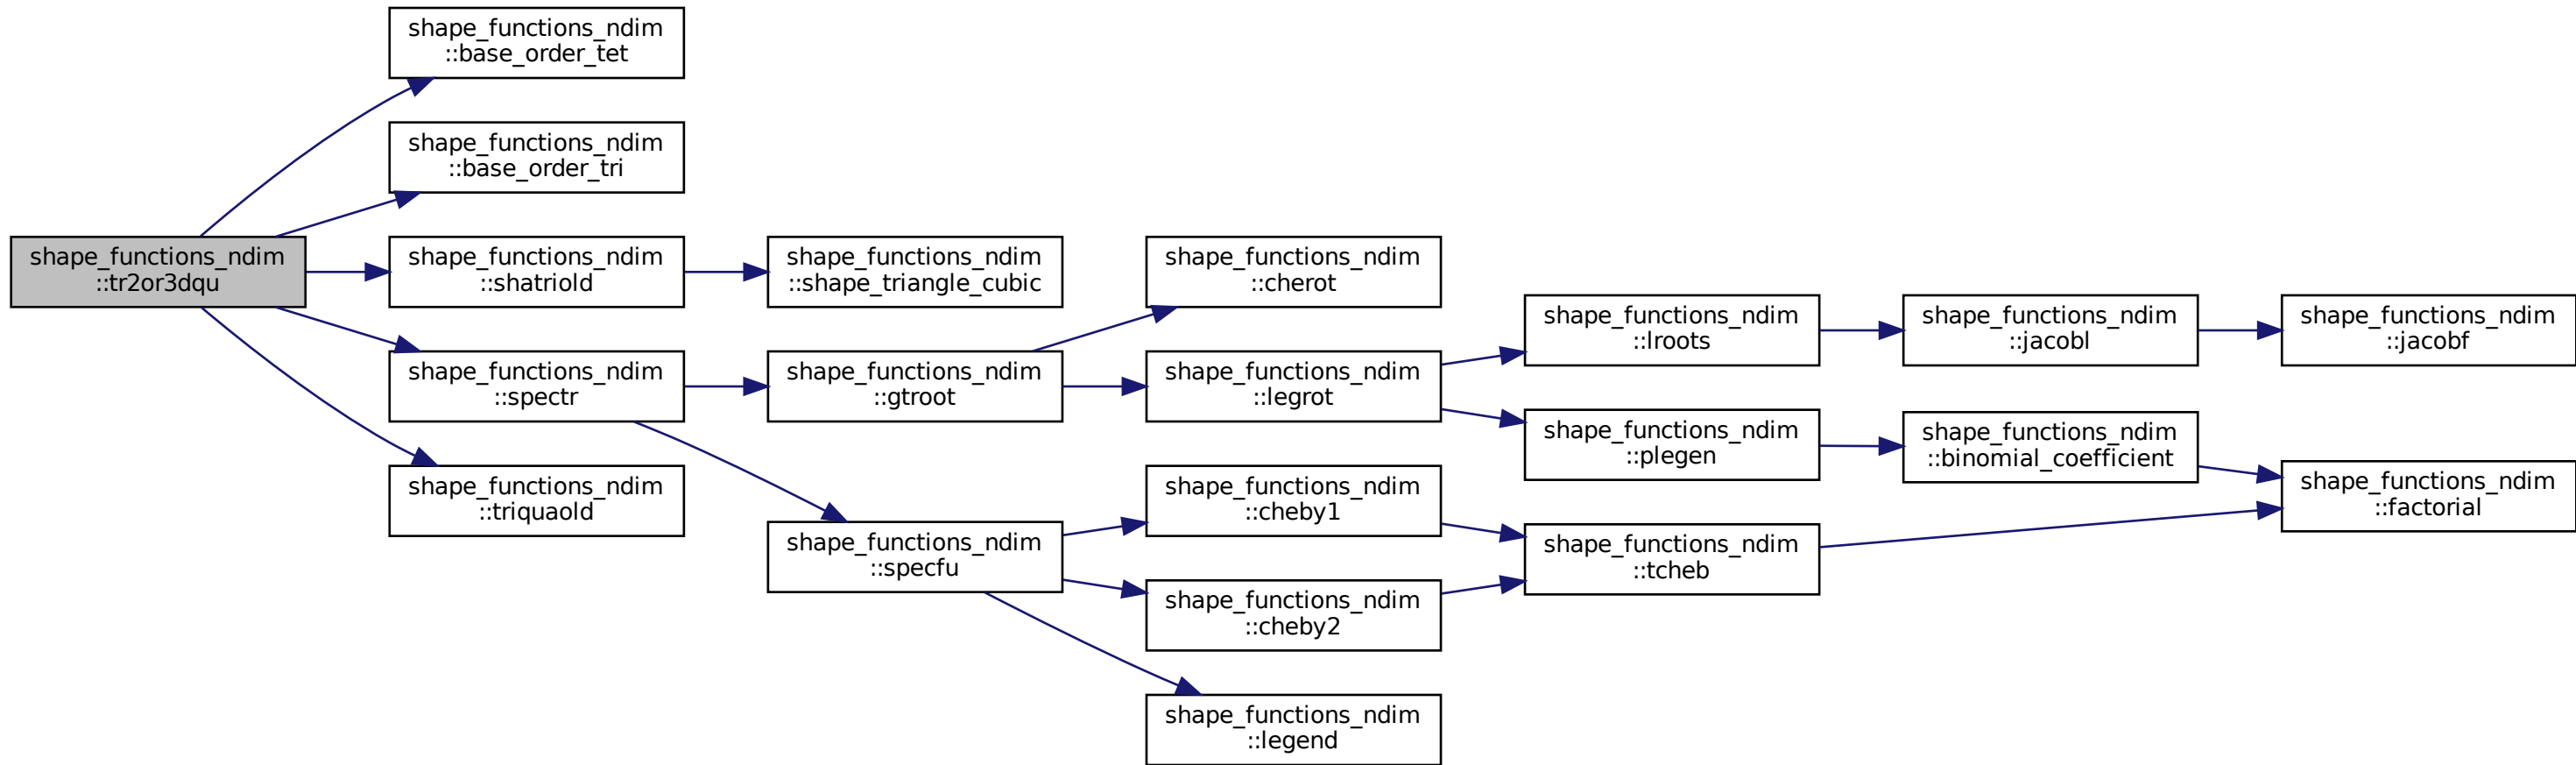 shape_functions_ndim
::tr2or3dqu
shape_functions_ndim
::base_order_tet
shape_functions_ndim
::base_order_tri
shape_functions_ndim
::shatriold
shape_functions_ndim
::spectr
shape_functions_ndim
::triquaold
shape_functions_ndim
::shape_triangle_cubic
shape_functions_ndim
::gtroot
shape_functions_ndim
::specfu
shape_functions_ndim
::cherot
shape_functions_ndim
::legrot
shape_functions_ndim
::cheby1
shape_functions_ndim
::cheby2
shape_functions_ndim
::legend
shape_functions_ndim
::lroots
shape_functions_ndim
::plegen
shape_functions_ndim
::tcheb
shape_functions_ndim
::jacobl
shape_functions_ndim
::binomial_coefficient
shape_functions_ndim
::jacobf
shape_functions_ndim
::factorial